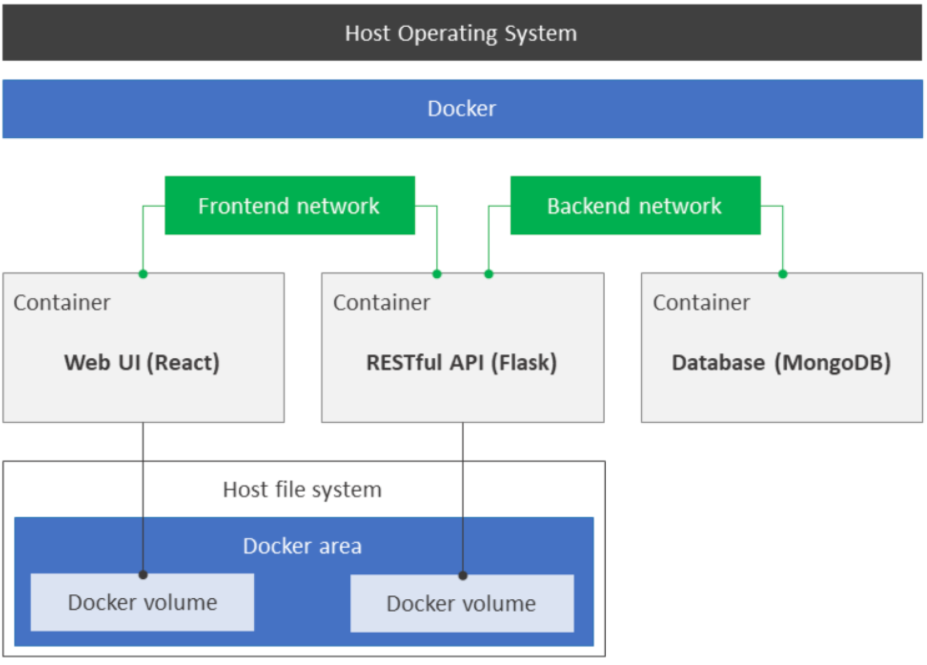 Host Operating System
Docker
Frontend network
Backend network
Container
Web UI (React)
Container
RESTful API (Flask)
Container
Database (MongoDB)
Host file system
Docker area
Docker volume
Docker volume